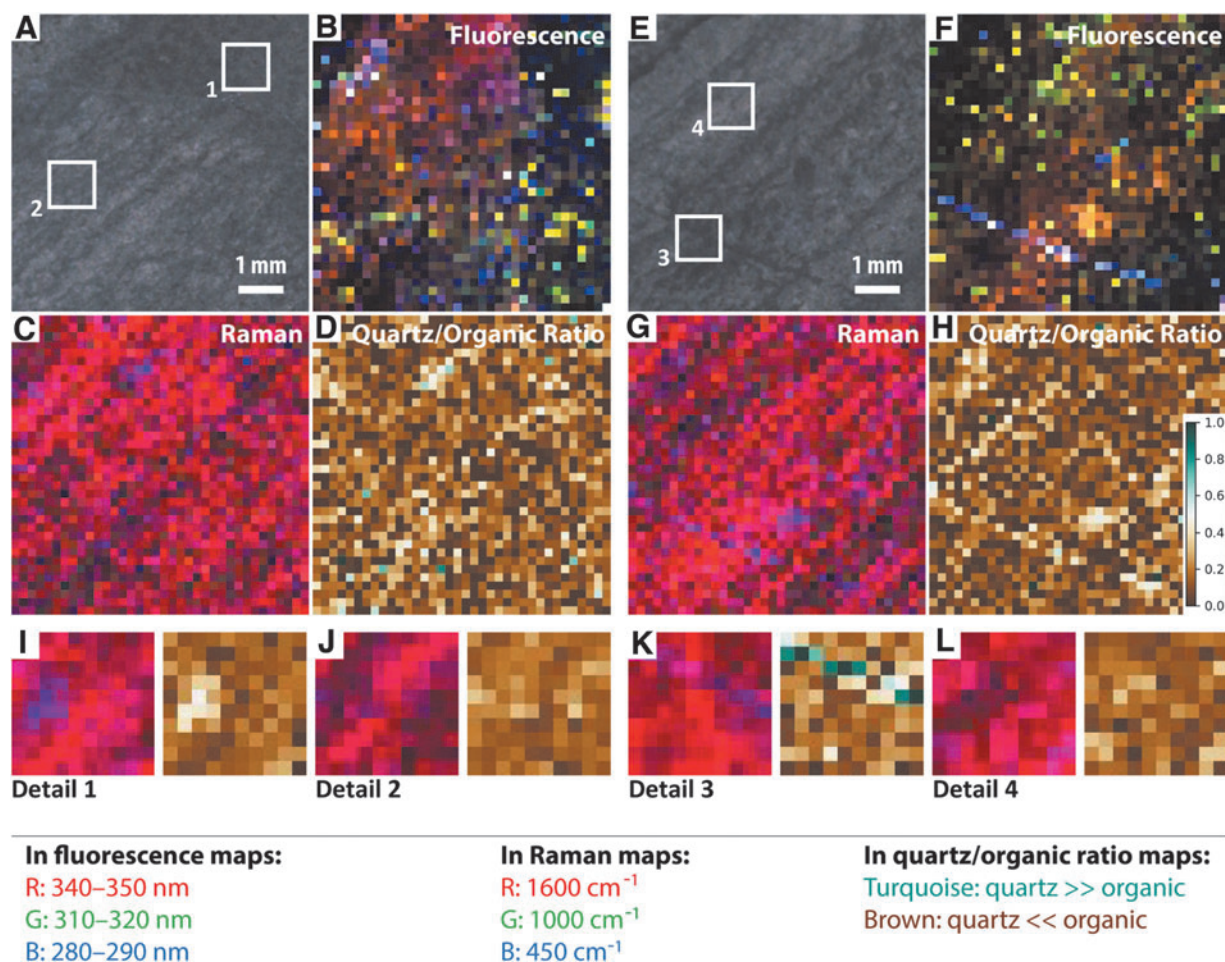 A
B
Fluorescence
E
F
Fluorescence
1
2
1 mm
4
3
1 mm
C
Raman
D
Quartz/Organic Ratio
G
Raman
H
Quartz/Organic Ratio
1.0
0.8
0.6
0.4
0.2
0.0
I
J
K
L
Detail 1
Detail 2
Detail 3
Detail 4
In fluorescence maps:
R: 340–350 nm
G: 310–320 nm
B: 280–290 nm
In Raman maps:
R: 1600 cm⁻¹
G: 1000 cm⁻¹
B: 450 cm⁻¹
In quartz/organic ratio maps:
Turquoise: quartz >> organic
Brown: quartz << organic